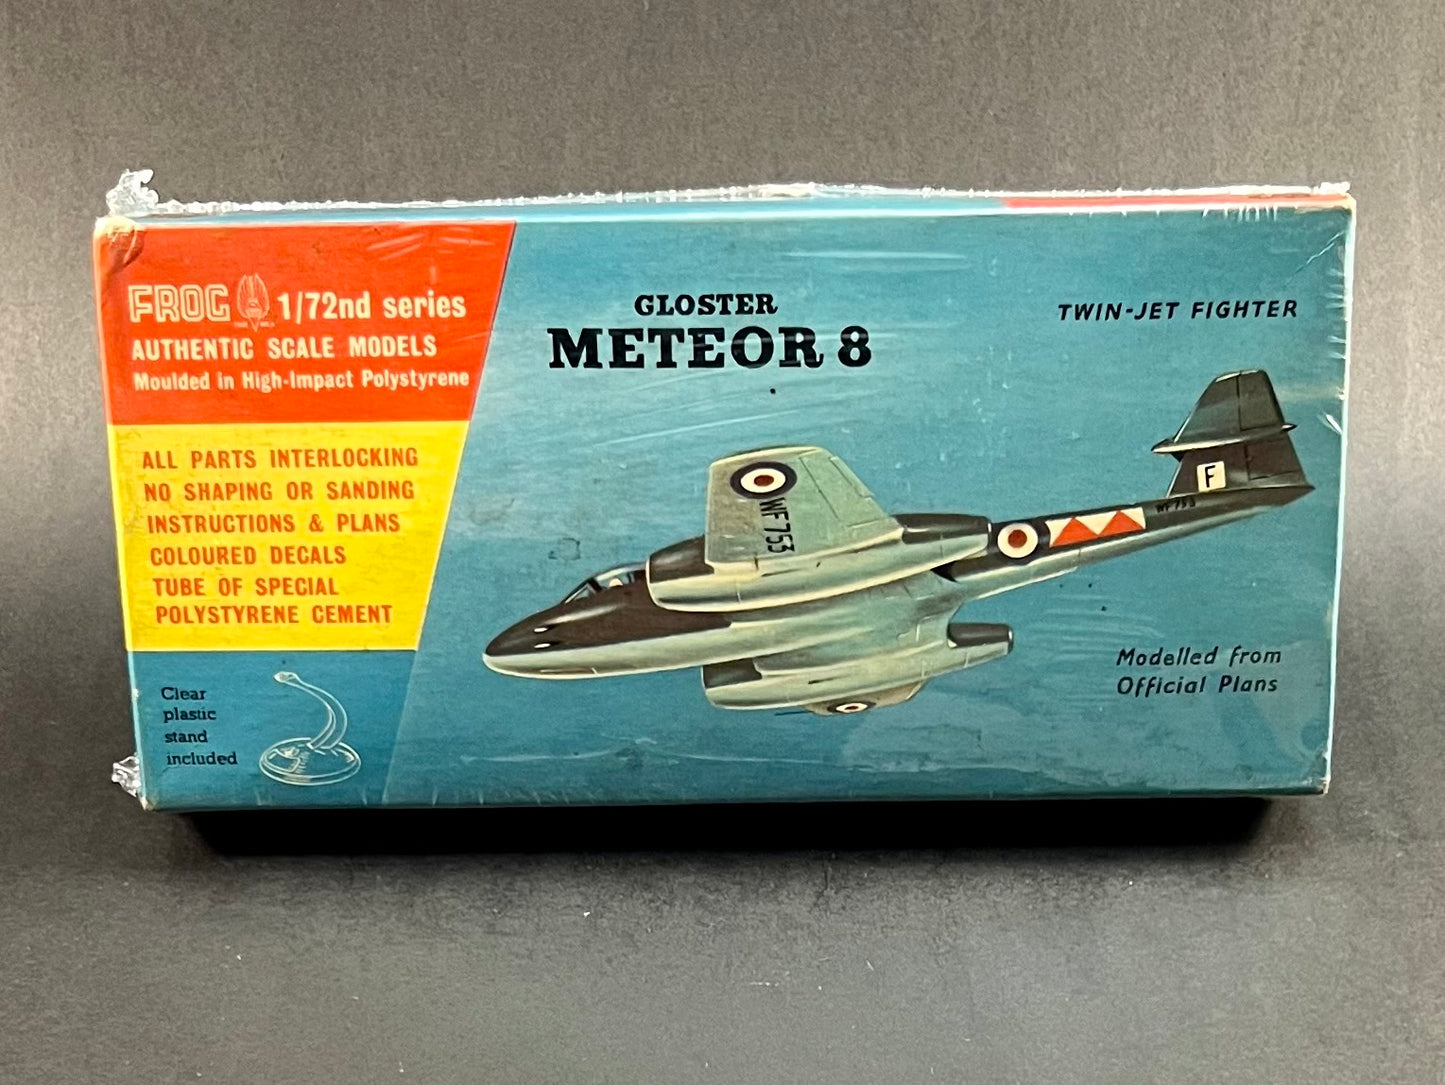 FROG 1/72nd series
AUTHENTIC SCALE MODELS
Moulded in High-Impact Polystyrene
ALL PARTS INTERLOCKING
NO SHAPING OR SANDING
INSTRUCTIONS & PLANS
COLOURED DECALS
TUBE OF SPECIAL
POLYSTYRENE CEMENT
Clear
plastic
stand
included
GLOSTER
METEOR 8
TWIN-JET FIGHTER
WF753
F
WF753
Modelled from
Official Plans